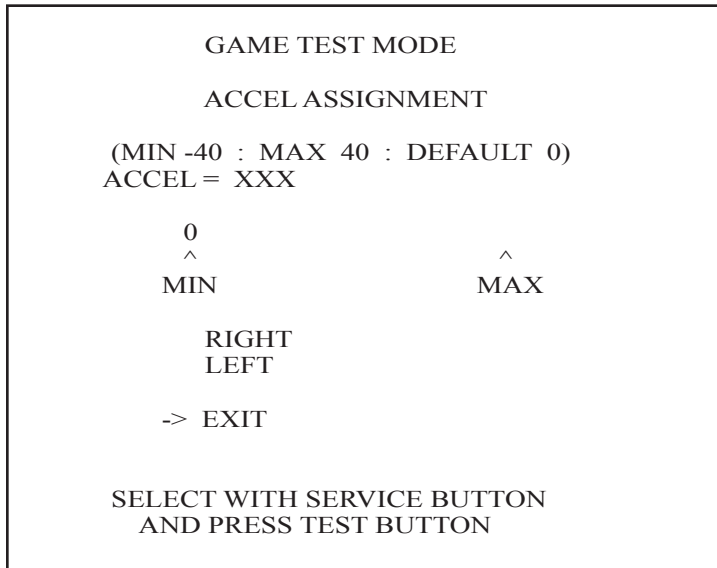 GAME TEST MODE
ACCEL ASSIGNMENT
(MIN -40 : MAX 40 : DEFAULT 0)
ACCEL = XXX
0
^ ^
MIN MAX
RIGHT
LEFT
-> EXIT
SELECT WITH SERVICE BUTTON
AND PRESS TEST BUTTON